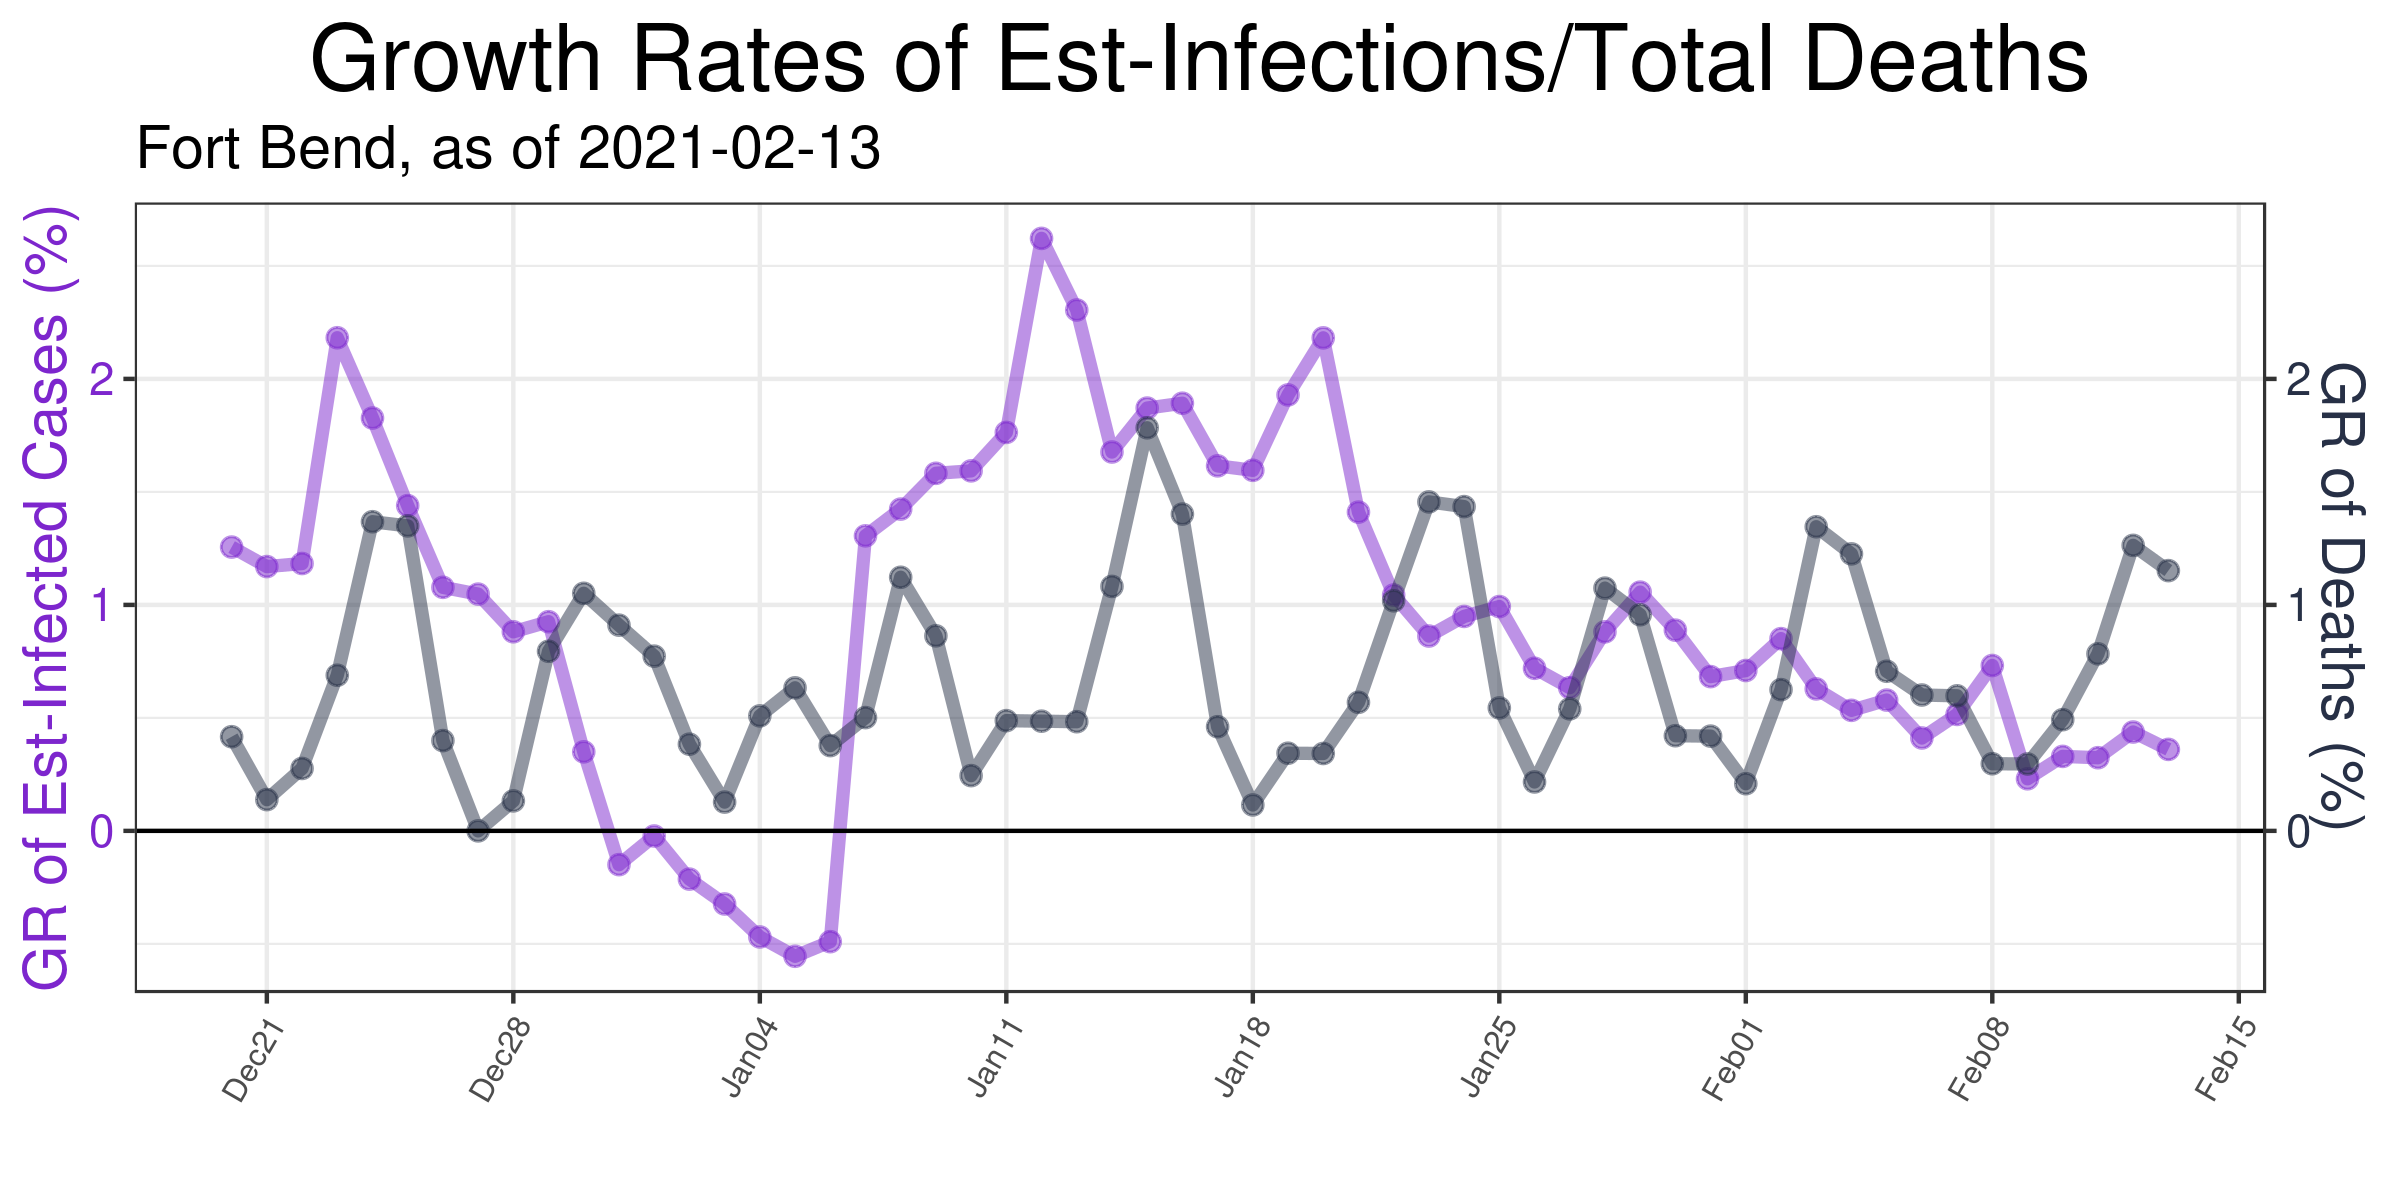 Growth Rates of Est-Infections/Total Deaths
Fort Bend, as of 2021-02-13
GR of Est-Infected Cases (%)
2
1
0
2
1
0
GR of Deaths (%)
Dec21
Dec28
Jan04
Jan11
Jan18
Jan25
Feb01
Feb08
Feb15